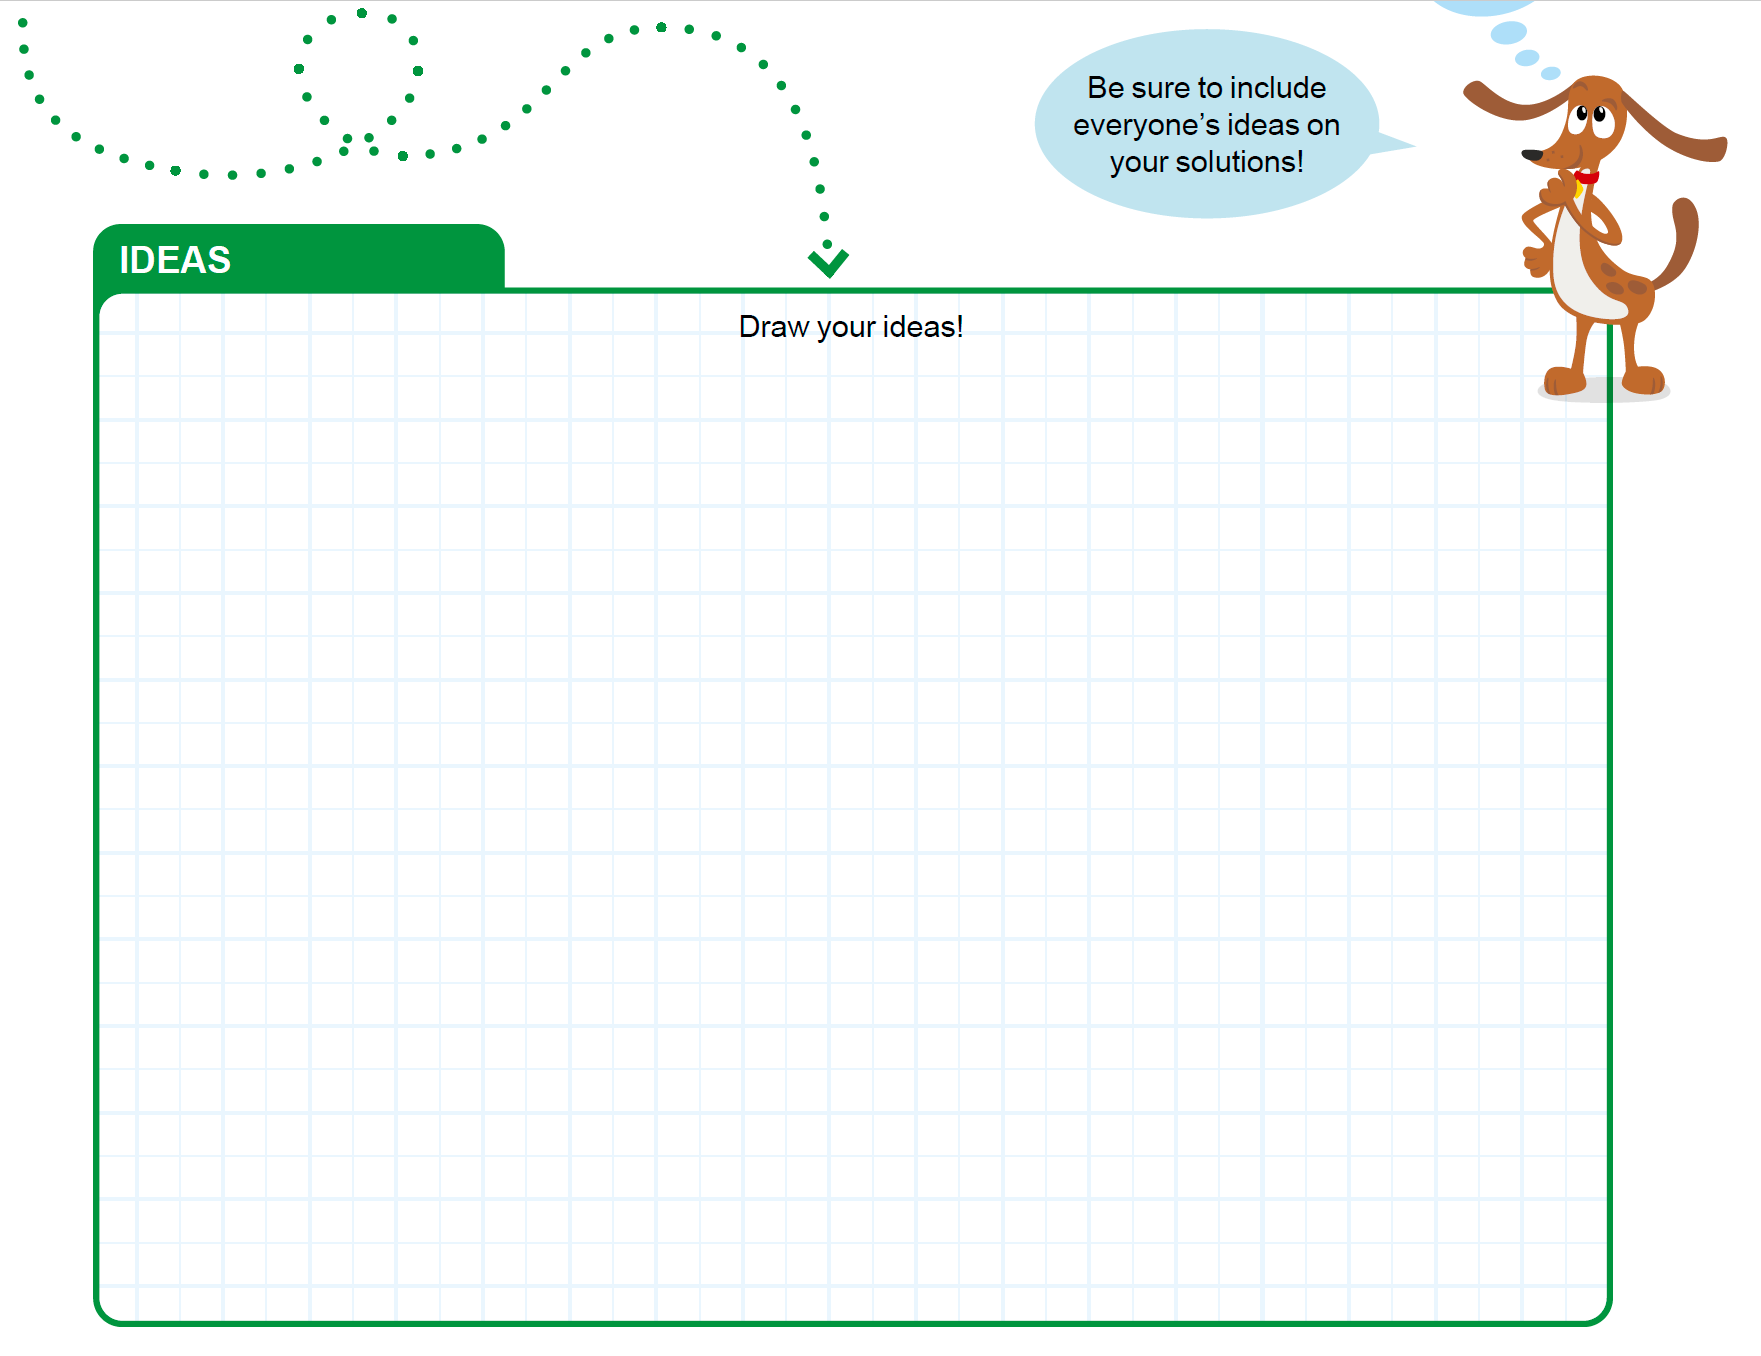 Be sure to include
everyone’s ideas on
your solutions!
IDEAS
Draw your ideas!